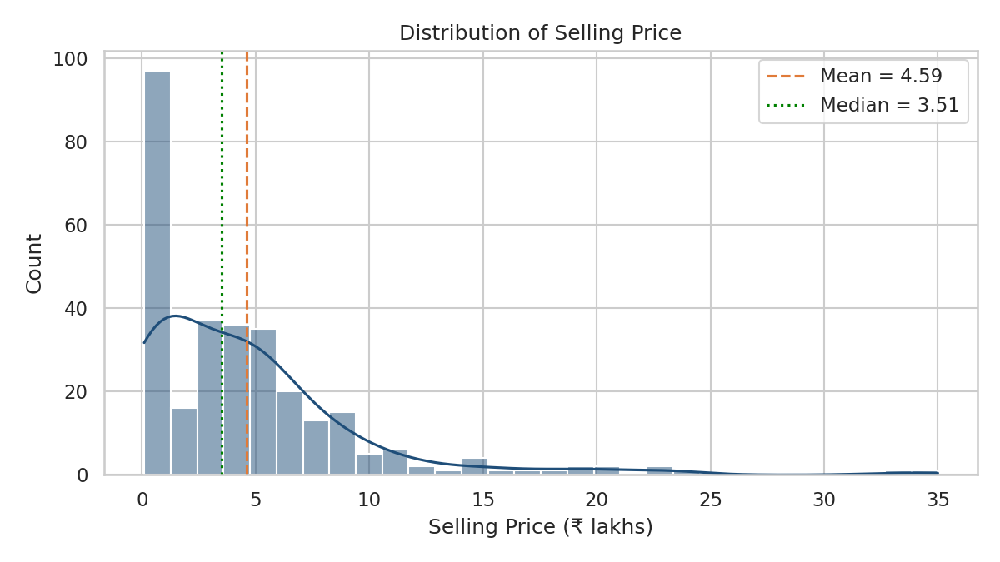 Distribution of Selling Price
Mean = 4.59
Median = 3.51
100
80
60
40
20
0
Count
0 5 10 15 20 25 30 35
Selling Price (₹ lakhs)